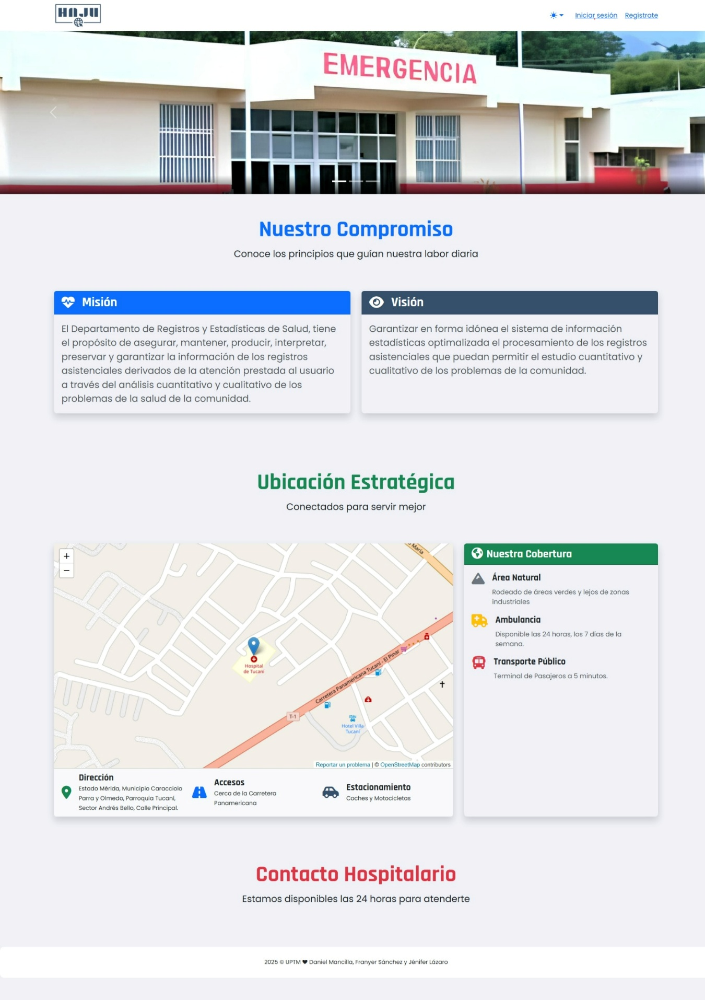 HNJU
Iniciar sesión Regístrate
EMERGENCIA
Nuestro Compromiso
Conoce los principios que guían nuestra labor diaria
Misión
El Departamento de Registros y Estadísticas de Salud, tiene
el propósito de asegurar, mantener, producir, interpretar,
preservar y garantizar la información de los registros
asistenciales derivados de la atención prestada al usuario
a través del análisis cuantitativo y cualitativo de los
problemas de la salud de la comunidad.
Visión
Garantizar en forma idónea el sistema de información
estadísticas optimalizada el procesamiento de los registros
asistenciales que puedan permitir el estudio cuantitativo y
cualitativo de los problemas de la comunidad.
Ubicación Estratégica
Conectados para servir mejor
+
−
María
Hospital
de Tucaní
Carretera Panamericana Tucaní - El Pinar
T-1
Hotel Villa
Tucaní
Reportar un problema | © OpenStreetMap contributors
Dirección
Estado Mérida, Municipio Caracciolo
Parra y Olmedo, Parroquia Tucaní,
Sector Andrés Bello, Calle Principal.
Accesos
Cerca de la Carretera
Panamericana
Estacionamiento
Coches y Motocicletas
Nuestra Cobertura
Área Natural
Rodeado de áreas verdes y lejos de zonas
industriales
Ambulancia
Disponible las 24 horas, los 7 días de la
semana.
Transporte Público
Terminal de Pasajeros a 5 minutos.
Contacto Hospitalario
Estamos disponibles las 24 horas para atenderte
2025 © UPTM ♥ Daniel Mancilla, Franyer Sánchez y Jénifer Lázaro